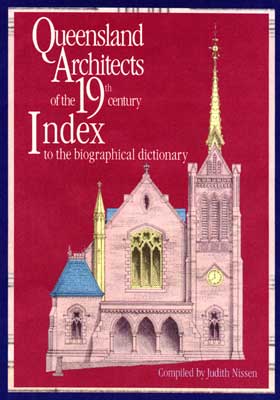 Queensland
Architects
of the 19th century
Index
to the biographical dictionary
Compiled by Judith Nissen